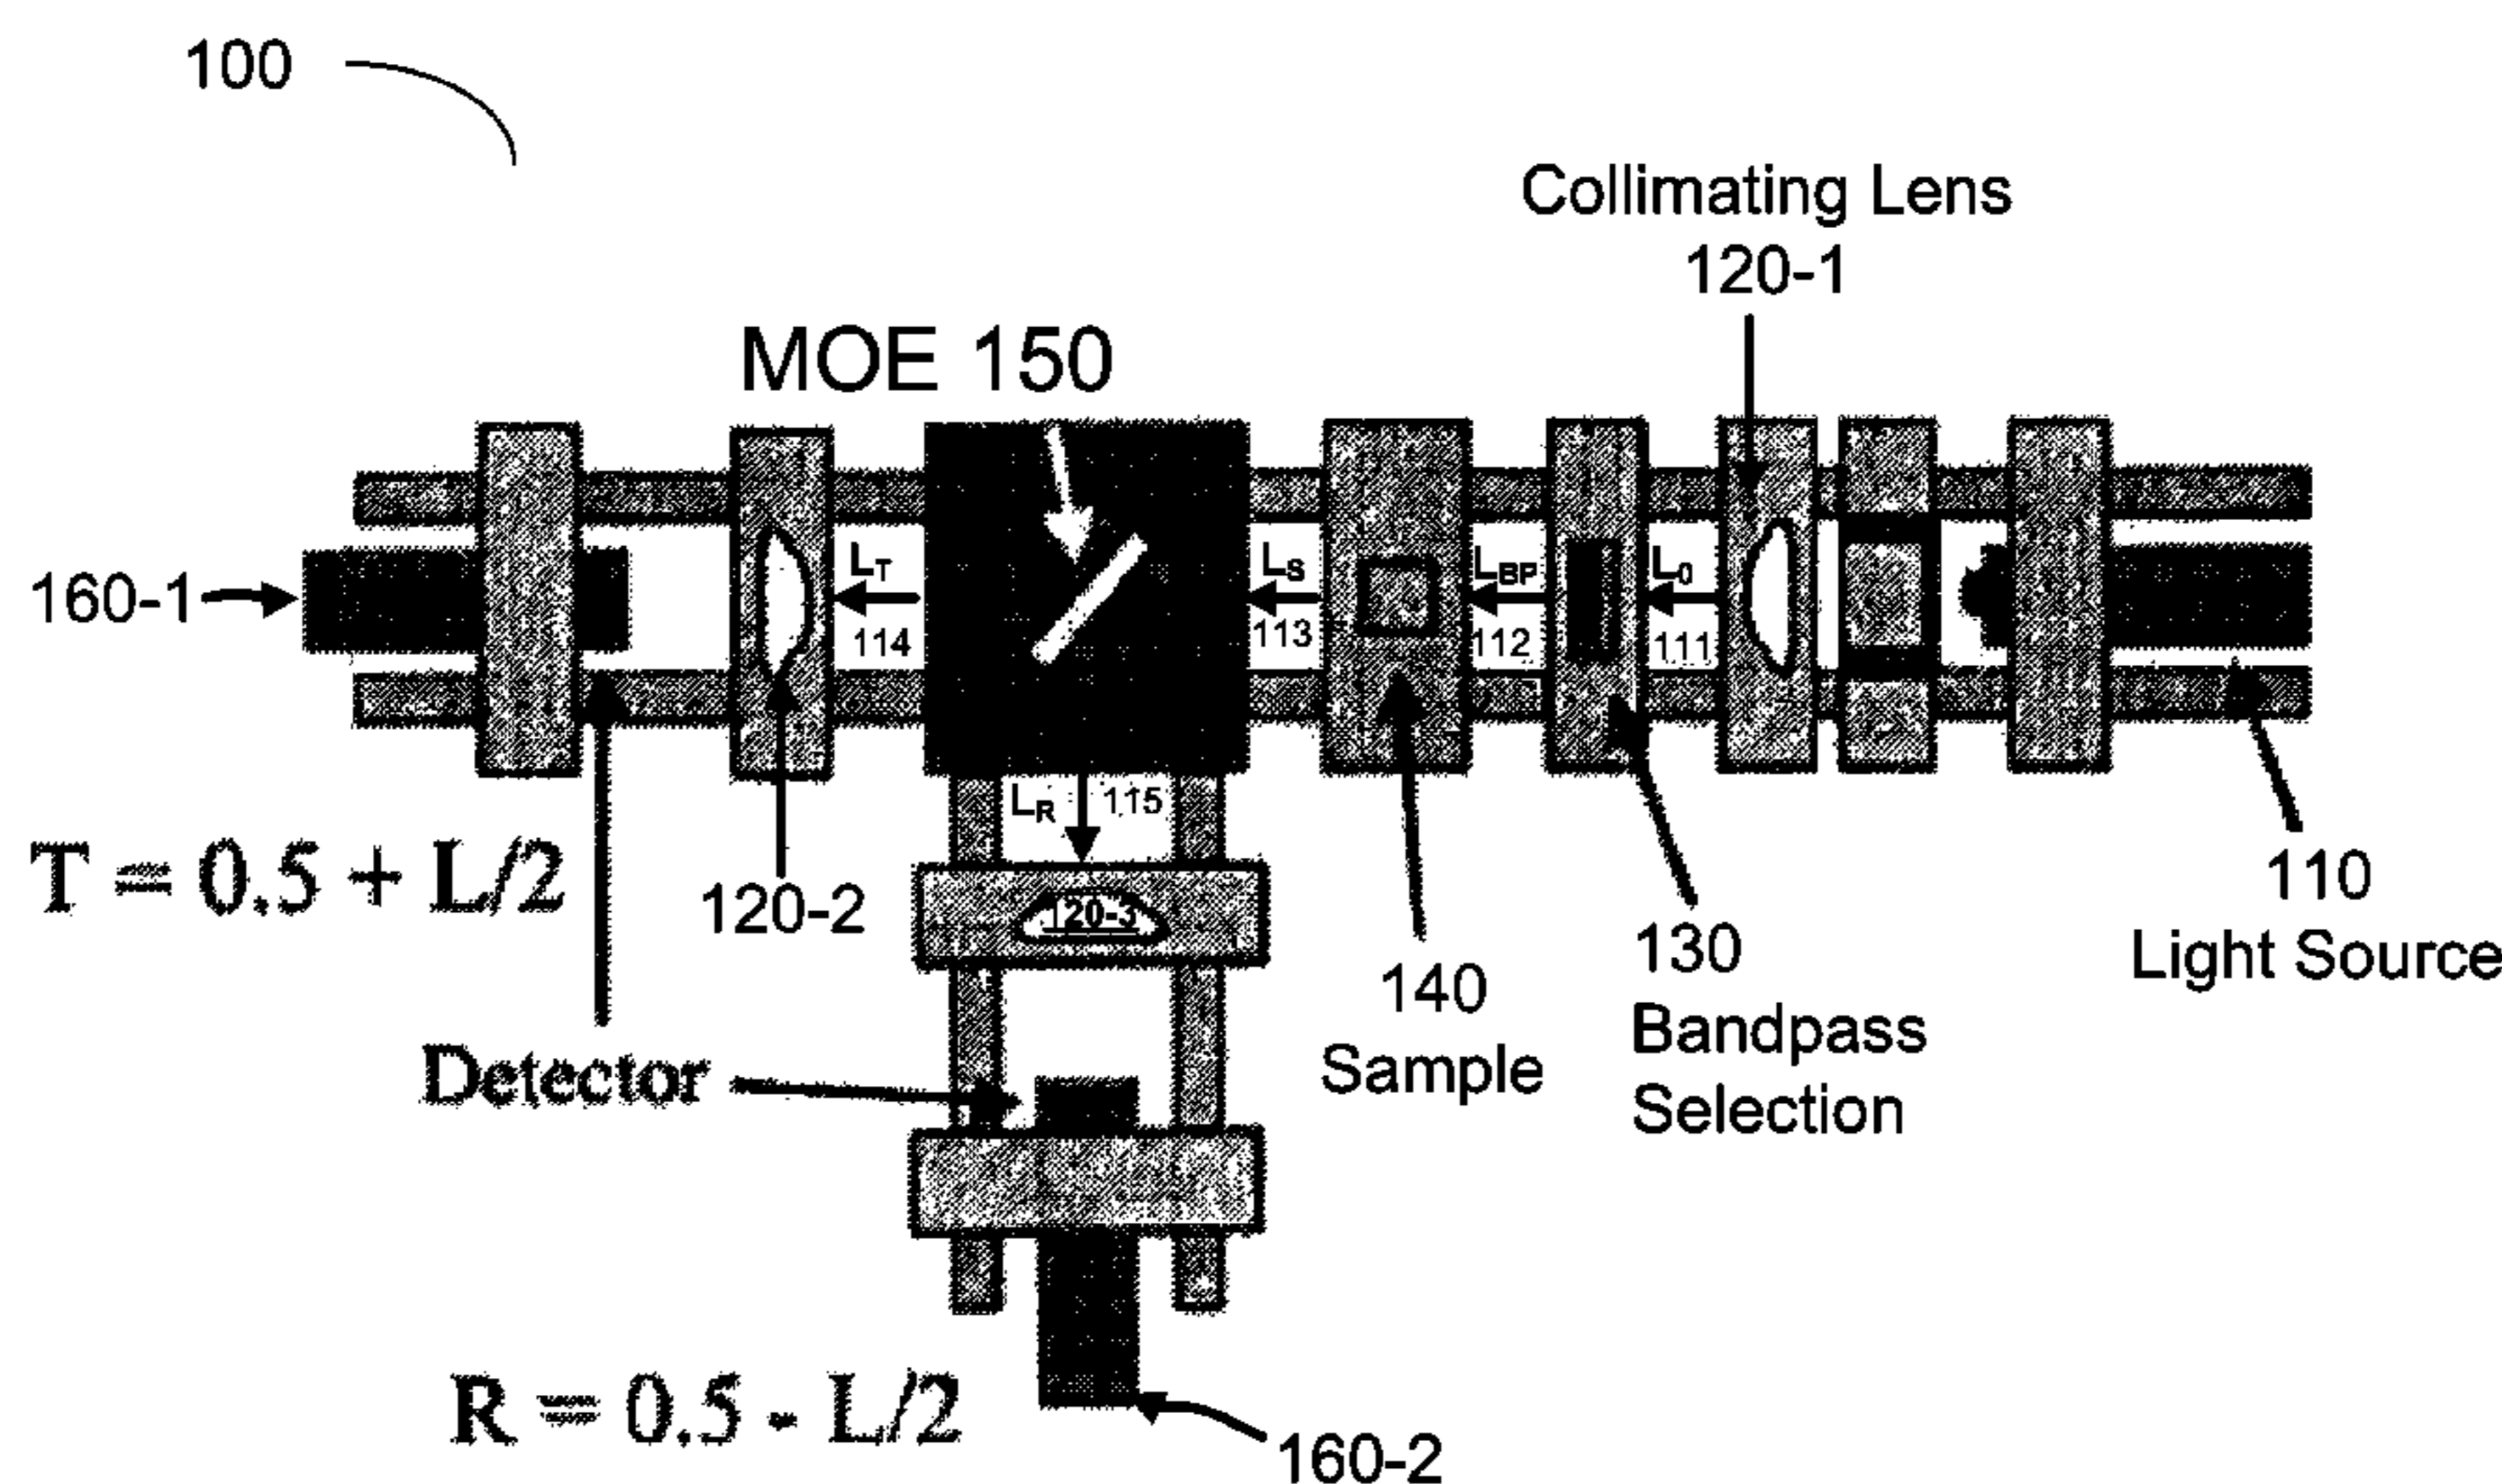 100
Collimating Lens
120-1
MOE 150
160-1
LT
114
LS
113
LBP
112
L0
111
LR
115
T = 0.5 + L/2
120-2
120-3
110
Light Source
130
Bandpass
Selection
140
Sample
Detector
R = 0.5 - L/2
160-2